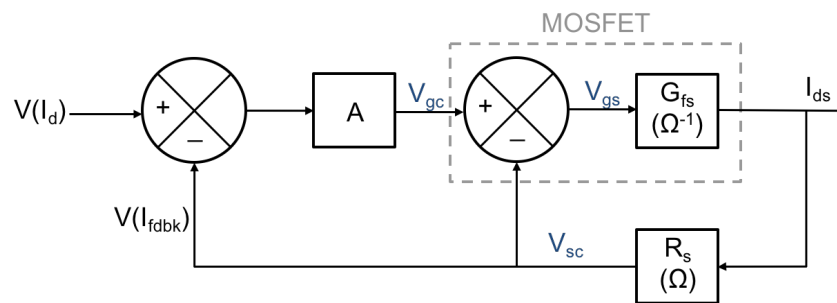 MOSFET
V(I_d)
+
−
A
V_gc
+
−
V_gs
G_fs
(Ω⁻¹)
I_ds
V(I_fdbk)
V_sc
R_s
(Ω)